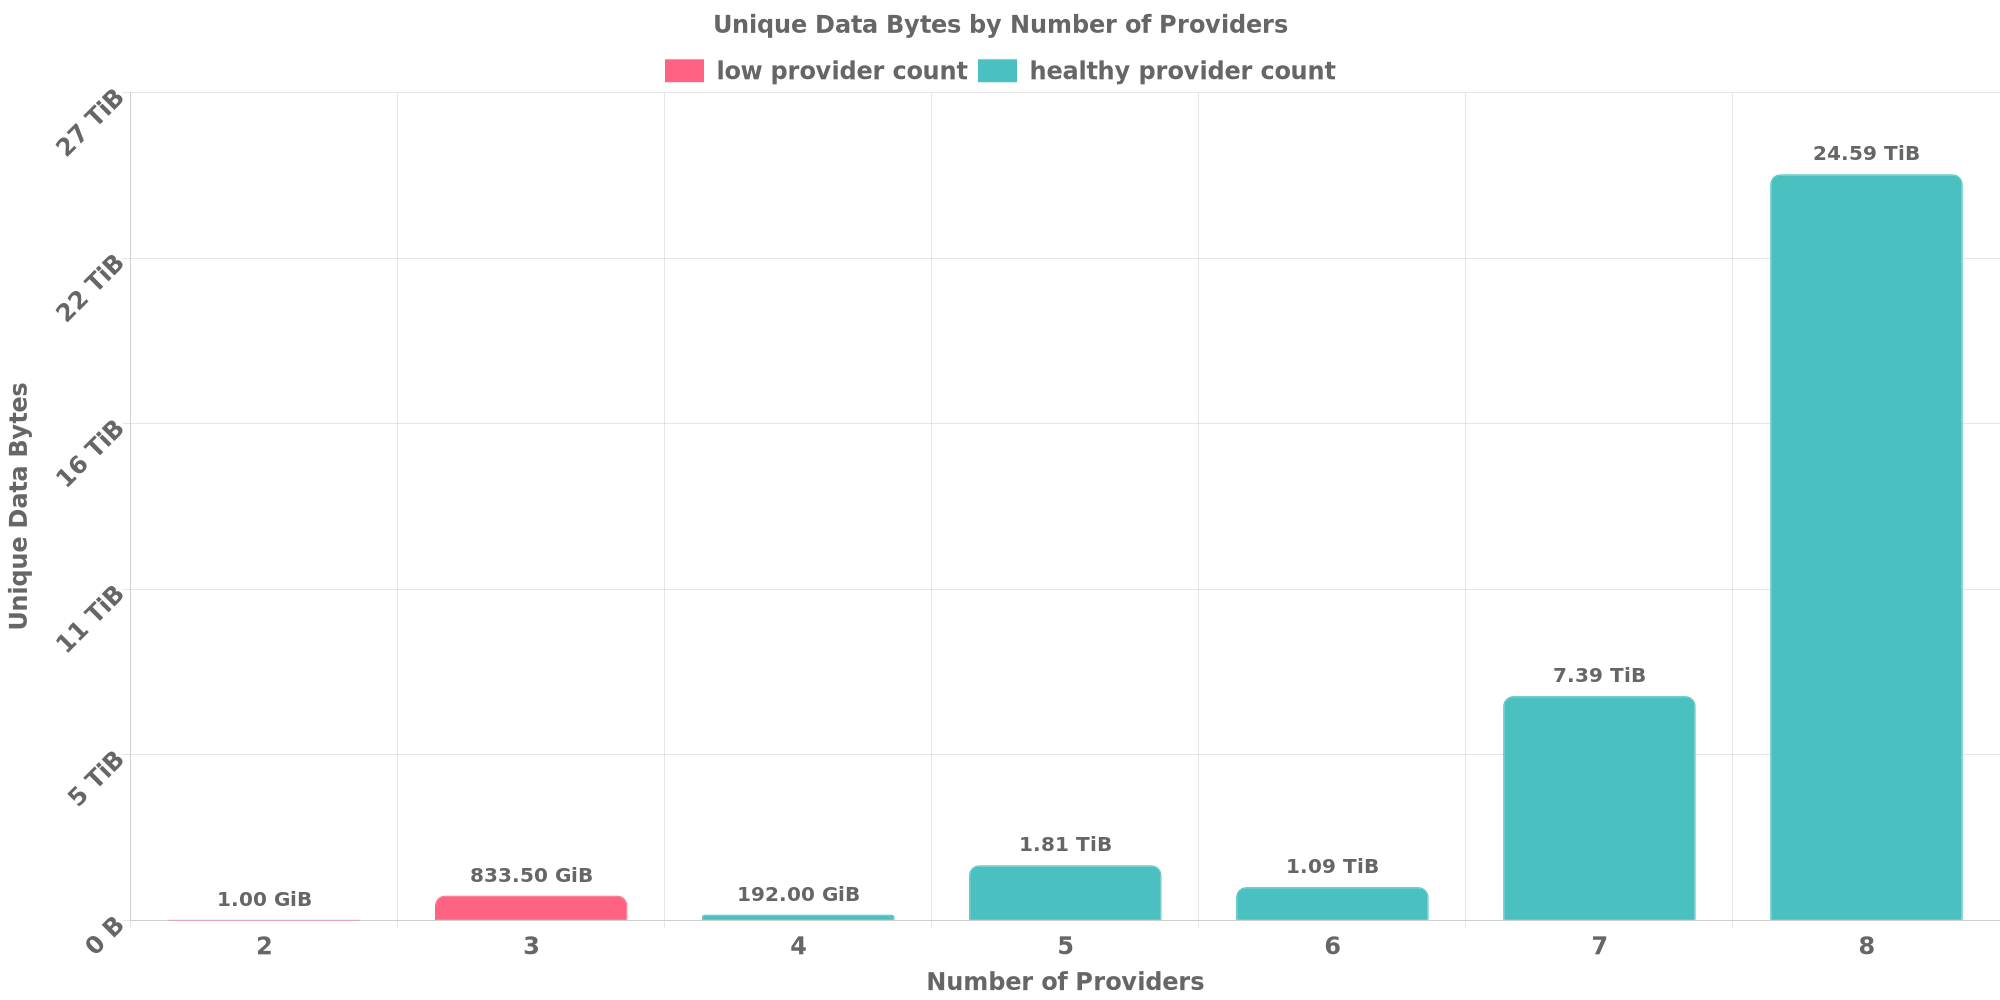 Unique Data Bytes by Number of Providers
low provider count healthy provider count
27 TiB
22 TiB
16 TiB
11 TiB
5 TiB
0 B
Unique Data Bytes
1.00 GiB
833.50 GiB
192.00 GiB
1.81 TiB
1.09 TiB
7.39 TiB
24.59 TiB
2 3 4 5 6 7 8
Number of Providers